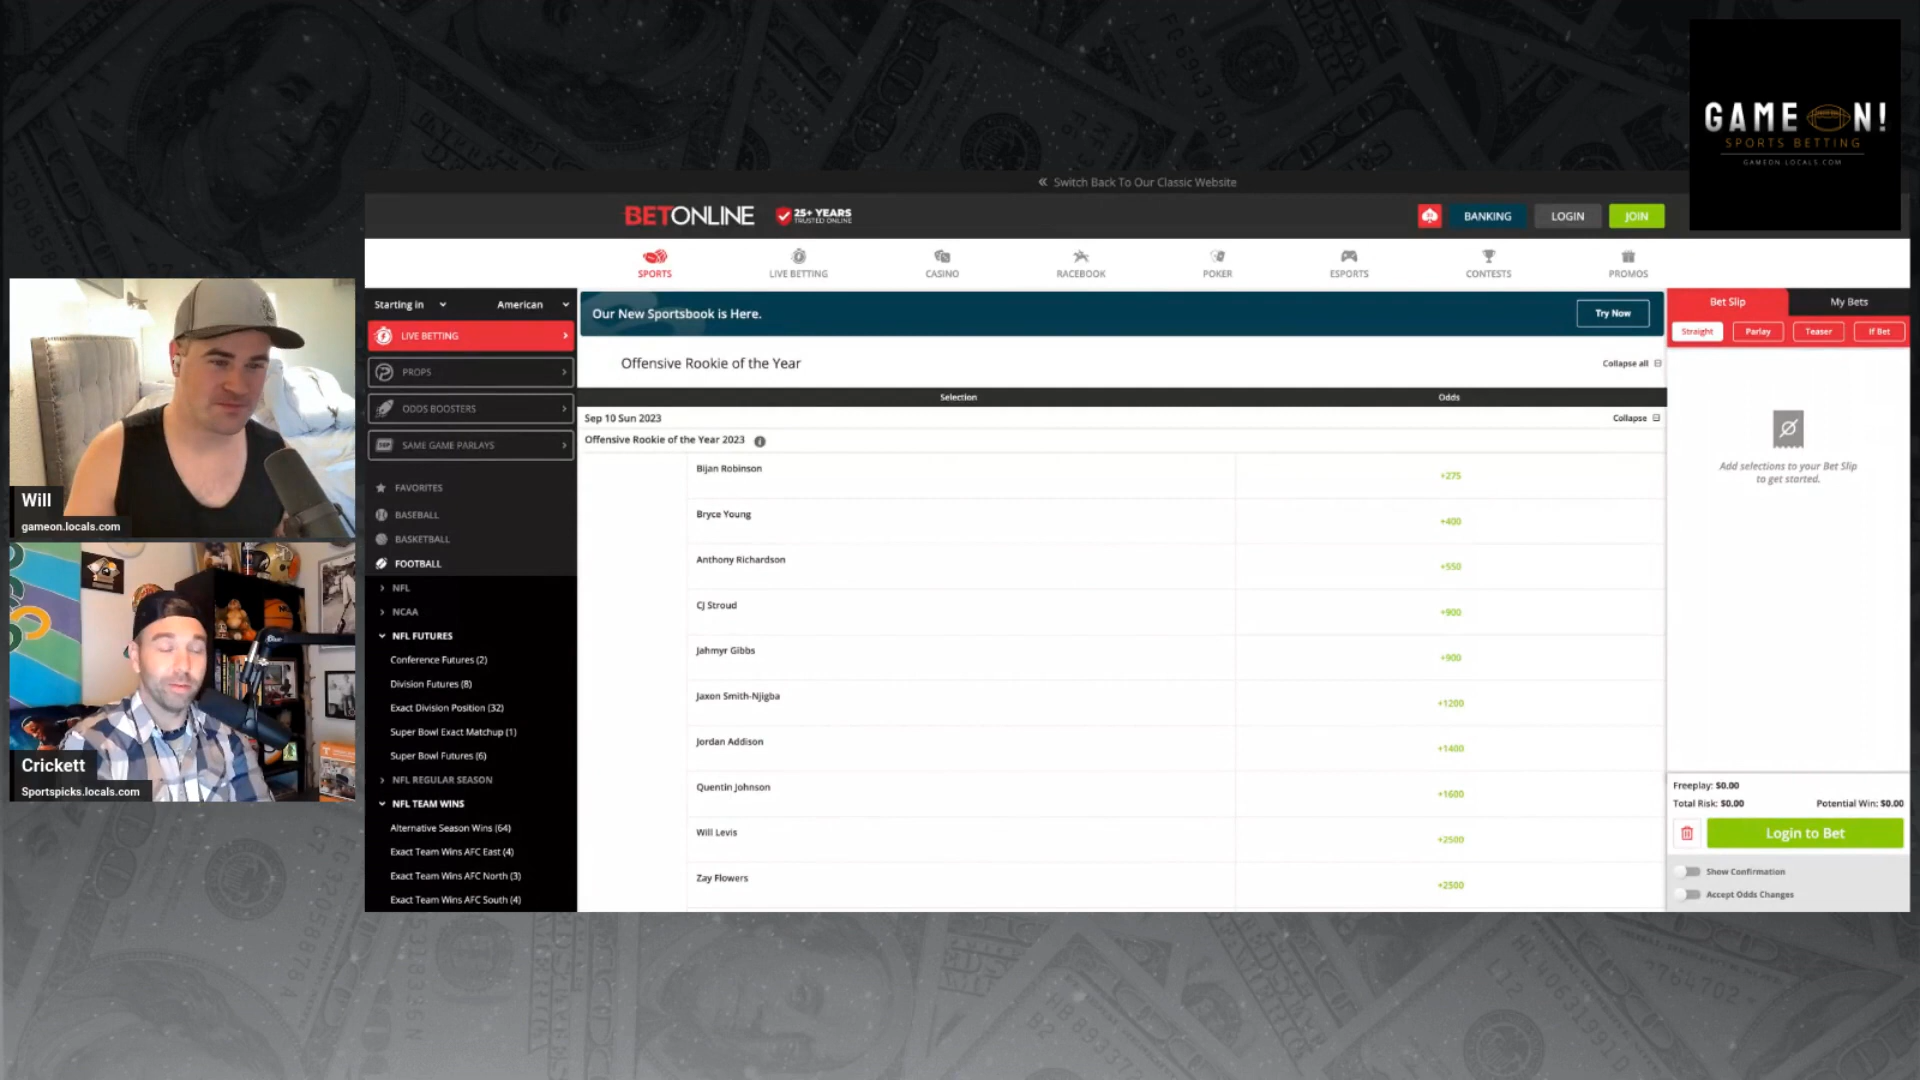 GAME ON!
SPORTS BETTING
GAMEON.LOCALS.COM
Switch Back To Our Classic Website
BETONLINE
25+ YEARS
TRUSTED ONLINE
BANKING
LOGIN
JOIN
SPORTS
LIVE BETTING
CASINO
RACEBOOK
POKER
ESPORTS
CONTESTS
PROMOS
Starting in
American
LIVE BETTING
PROPS
ODDS BOOSTERS
SAME GAME PARLAYS
FAVORITES
BASEBALL
BASKETBALL
FOOTBALL
NFL
NCAA
NFL FUTURES
Conference Futures (2)
Division Futures (8)
Exact Division Position (32)
Super Bowl Exact Matchup (1)
Super Bowl Futures (6)
NFL REGULAR SEASON
NFL TEAM WINS
Alternative Season Wins (64)
Exact Team Wins AFC East (4)
Exact Team Wins AFC North (3)
Exact Team Wins AFC South (4)
Our New Sportsbook is Here.
Try Now
Offensive Rookie of the Year
Collapse all
Selection
Odds
Sep 10 Sun 2023
Collapse
Offensive Rookie of the Year 2023
Bijan Robinson +275
Bryce Young +400
Anthony Richardson +550
CJ Stroud +900
Jahmyr Gibbs +900
Jaxon Smith-Njigba +1200
Jordan Addison +1400
Quentin Johnson +1600
Will Levis +2500
Zay Flowers +2500
Bet Slip
My Bets
Straight
Parlay
Teaser
If Bet
Add selections to your Bet Slip
to get started.
Freeplay: $0.00
Total Risk: $0.00
Potential Win: $0.00
Login to Bet
Show Confirmation
Accept Odds Changes
Will
gameon.locals.com
Crickett
Sportspicks.locals.com